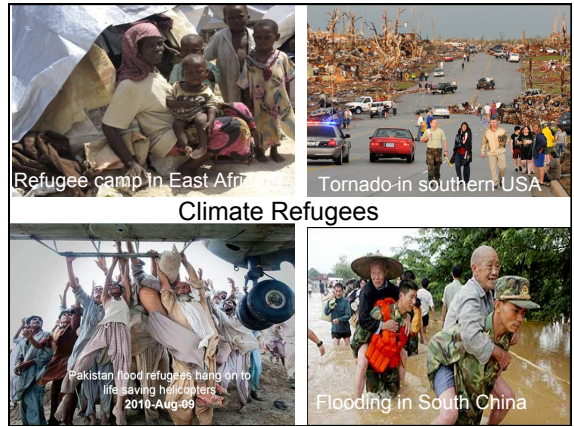 Refugee camp in East Africa
Tornado in southern USA
Climate Refugees
Pakistan flood refugees hang on to
life saving helicopters
2010-Aug-09
Flooding in South China